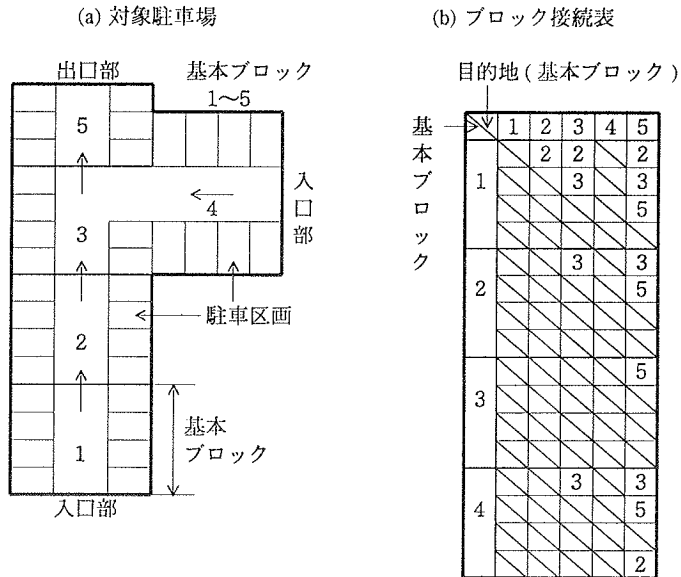 (a) 対象駐車場
出口部
基本ブロック
1～5
5
入口部
4
3
駐車区画
2
基本
ブロック
1
入口部
(b) ブロック接続表
目的地 ( 基本ブロック )
基本ブロック
1 2 3 4 5
1
2 2 2
3 3
5
2
3 3
5
3
5
4
3 3
5
2